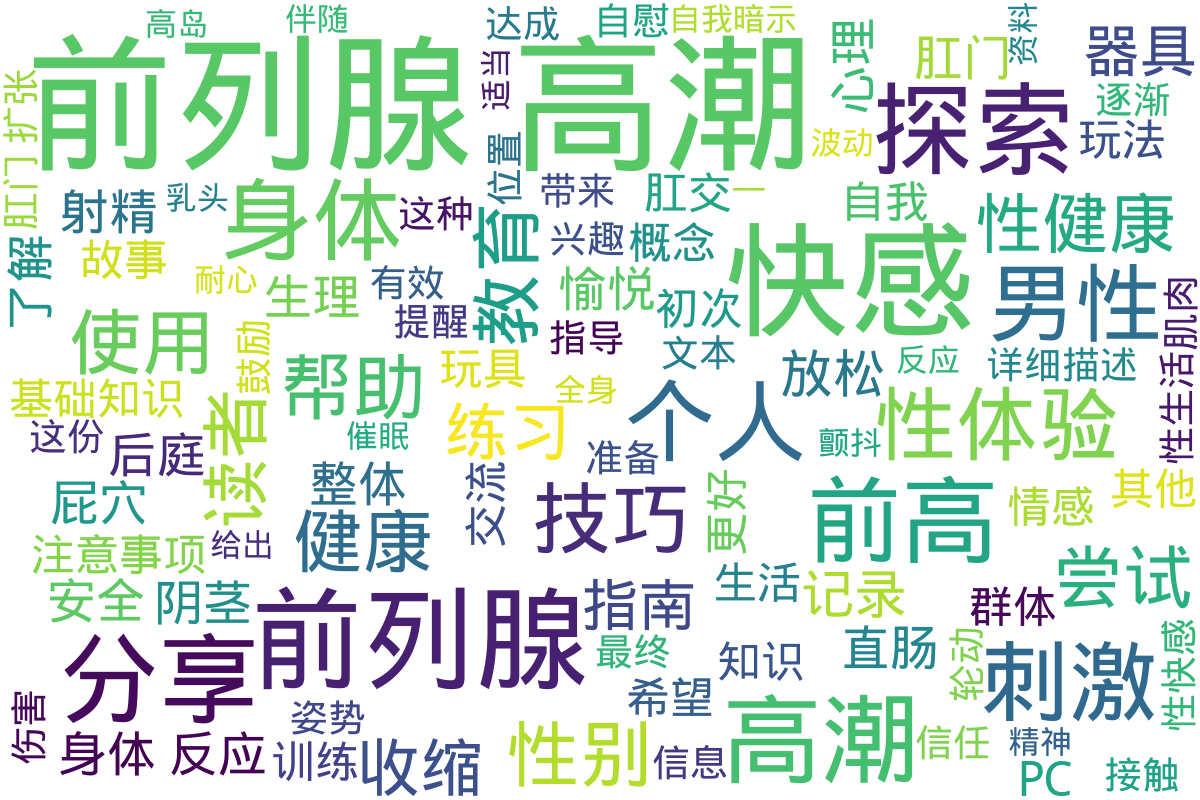 高岛
伴随
达成
自慰
自我暗示
心理
资料
前列腺 高潮
适当
肛门
器具
肛门 扩张
探索
逐渐
玩法
波动
位置
射精
乳头
身体
这种
教育
带来
肛交
一一
自我
性健康
兴趣
概念
快感
了解
故事
耐心
生理
有效
愉悦
初次
男性
性生活肌肉
使用
提醒
指导
文本
放松
反应
详细描述
鼓励
帮助
玩具
全身
个人
基础知识
读者
练习
性体验
这份
后庭
催眠
颤抖
准备
整体
交流
技巧
更好
前高
情感
其他
屁穴
健康
注意事项
给出
安全
阴茎
生活
记录
尝试
群体
前列腺
指南
分享
最终
知识
直肠
轮动
刺激
性快感
伤害
姿势
希望
高潮
身体 反应
训练
收缩
性别
信息
信任
精神
PC
接触